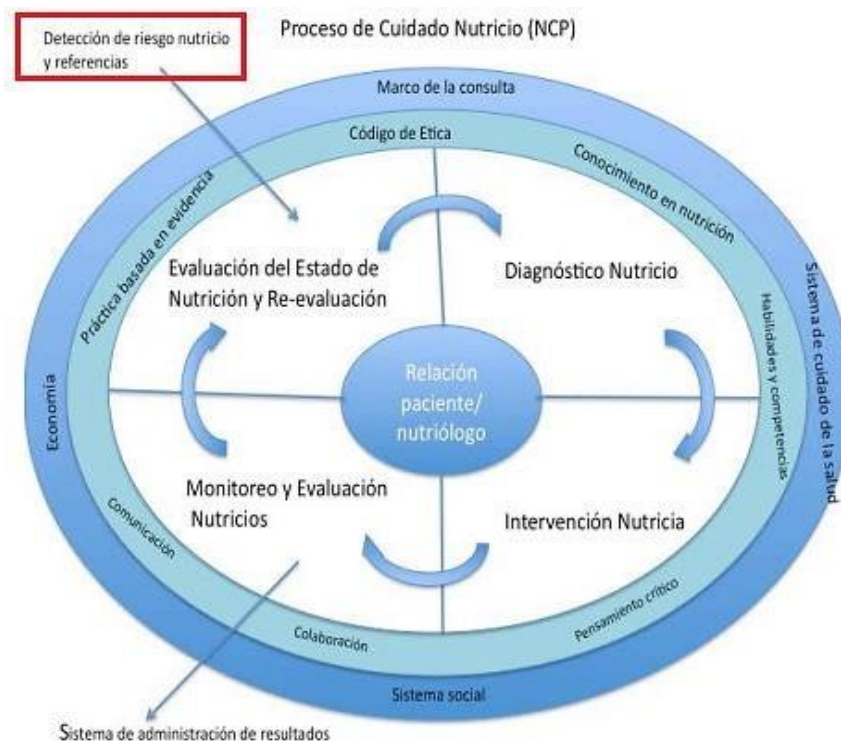 Detección de riesgo nutricio
y referencias
Proceso de Cuidado Nutricio (NCP)
Marco de la consulta
Código de Etica
Conocimiento en nutrición
Práctica basada en evidencia
Evaluación del Estado de
Nutrición y Re-evaluación
Diagnóstico Nutricio
Habilidades y competencias
Sistema de cuidado de la salud
Economía
Relación
paciente/
nutriólogo
Monitoreo y Evaluación
Nutricios
Intervención Nutricia
Comunicación
Colaboración
Pensamiento crítico
Sistema social
Sistema de administración de resultados